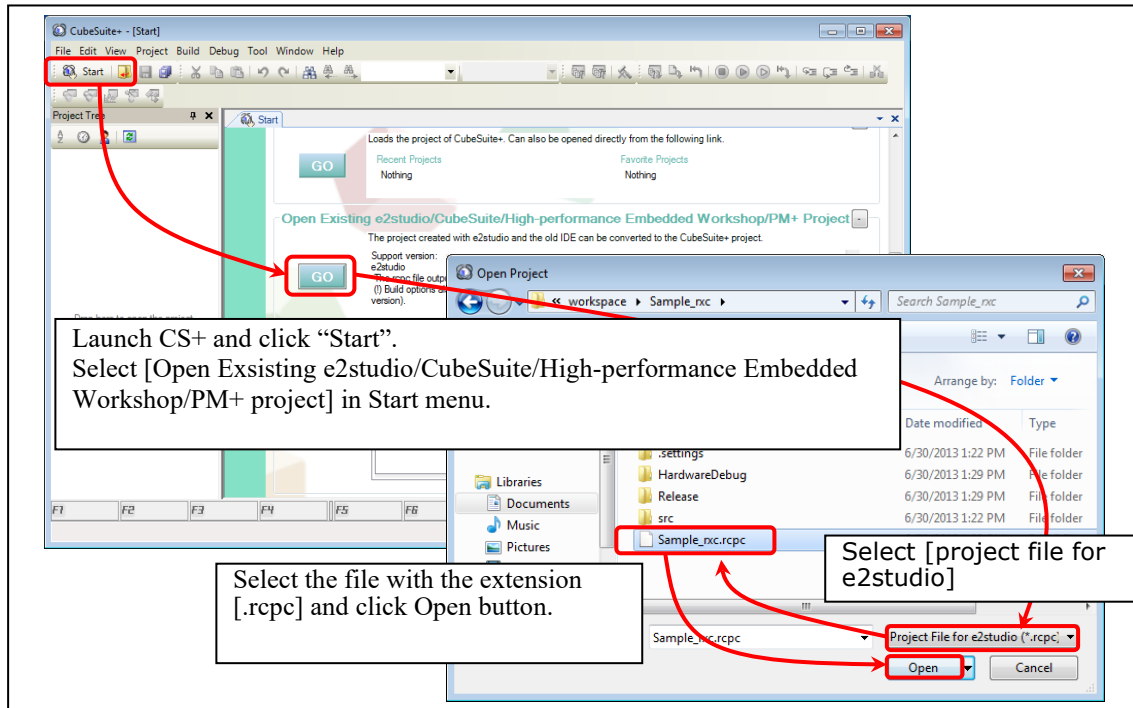 CubeSuite+ - [Start]
File Edit View Project Build Debug Tool Window Help
Start
Project Tree
Start
Loads the project of CubeSuite+. Can also be opened directly from the following link.
GO
Recent Projects
Favorite Projects
Nothing
Nothing
Open Existing e2studio/CubeSuite/High-performance Embedded Workshop/PM+ Project
The project created with e2studio and the old IDE can be converted to the CubeSuite+ project.
GO
Support version:
e2studio
(!) Build options
version).
Launch CS+ and click “Start”.
Select [Open Exsisting e2studio/CubeSuite/High-performance Embedded
Workshop/PM+ project] in Start menu.
F1 F2 F3 F4 F5 F6
Open Project
« workspace Sample_rxc
Search Sample_rxc
Arrange by: Folder
Date modified Type
.settings 6/30/2013 1:22 PM File folder
HardwareDebug 6/30/2013 1:29 PM File folder
Release 6/30/2013 1:29 PM File folder
src 6/30/2013 1:22 PM File folder
Sample_rxc.rcpc
Libraries
Documents
Music
Pictures
Select [project file for
e2studio]
Select the file with the extension
[.rcpc] and click Open button.
Sample_rxc.rcpc
Project File for e2studio (*.rcpc)
Open Cancel